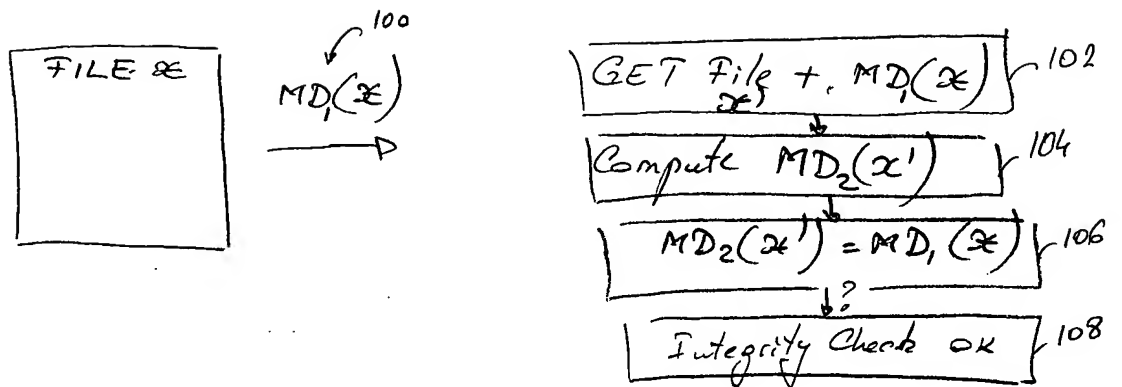 FILE x
100
MD₁(x)
GET File x' + . MD₁(x) 102
Compute MD₂(x') 104
MD₂(x') = MD₁(x) 106
?
Integrity Check OK 108